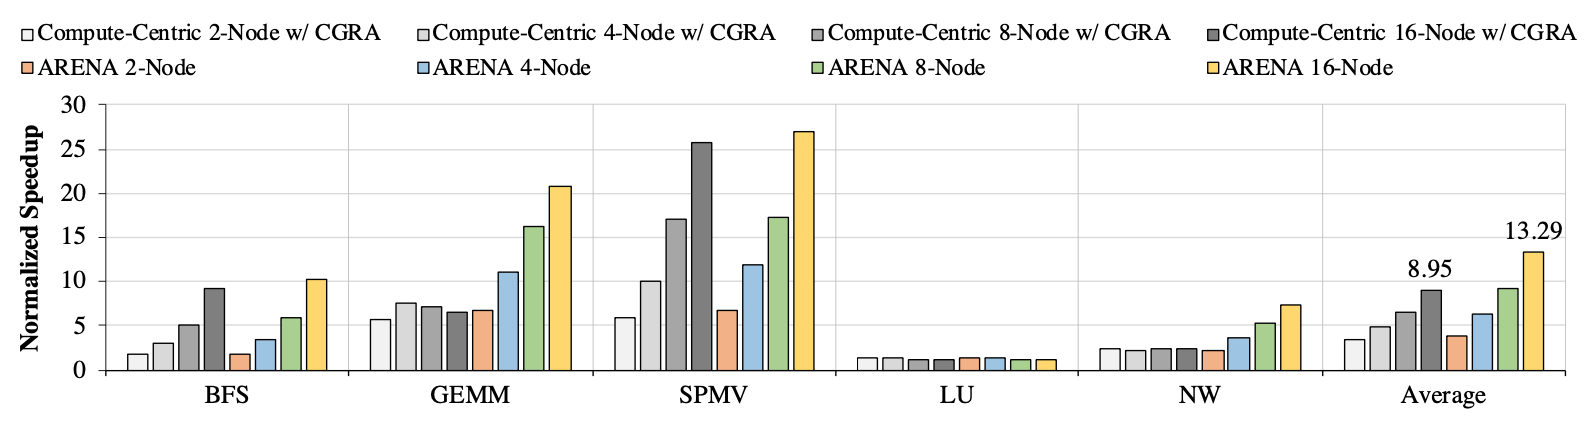 Compute-Centric 2-Node w/ CGRA Compute-Centric 4-Node w/ CGRA Compute-Centric 8-Node w/ CGRA Compute-Centric 16-Node w/ CGRA
ARENA 2-Node ARENA 4-Node ARENA 8-Node ARENA 16-Node
Normalized Speedup
30
25
20
15
10
5
0
13.29
8.95
BFS GEMM SPMV LU NW Average